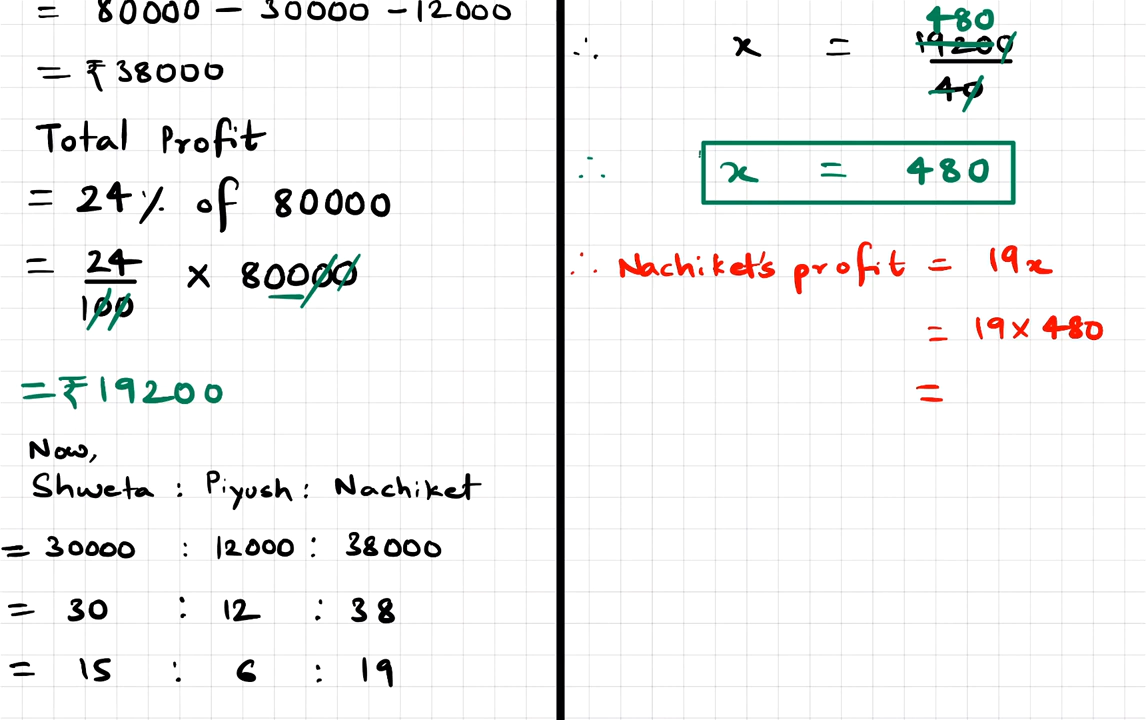 = 80000 - 30000 - 12000
= ₹38000
Total Profit
= 24% of 80000
= 24/100 × 80000
= ₹19200
Now,
Shweta : Piyush : Nachiket
= 30000 : 12000 : 38000
= 30 : 12 : 38
= 15 : 6 : 19
480
∴ x = 19200/40
∴ x = 480
∴ Nachiket's profit = 19x
= 19 × 480
=